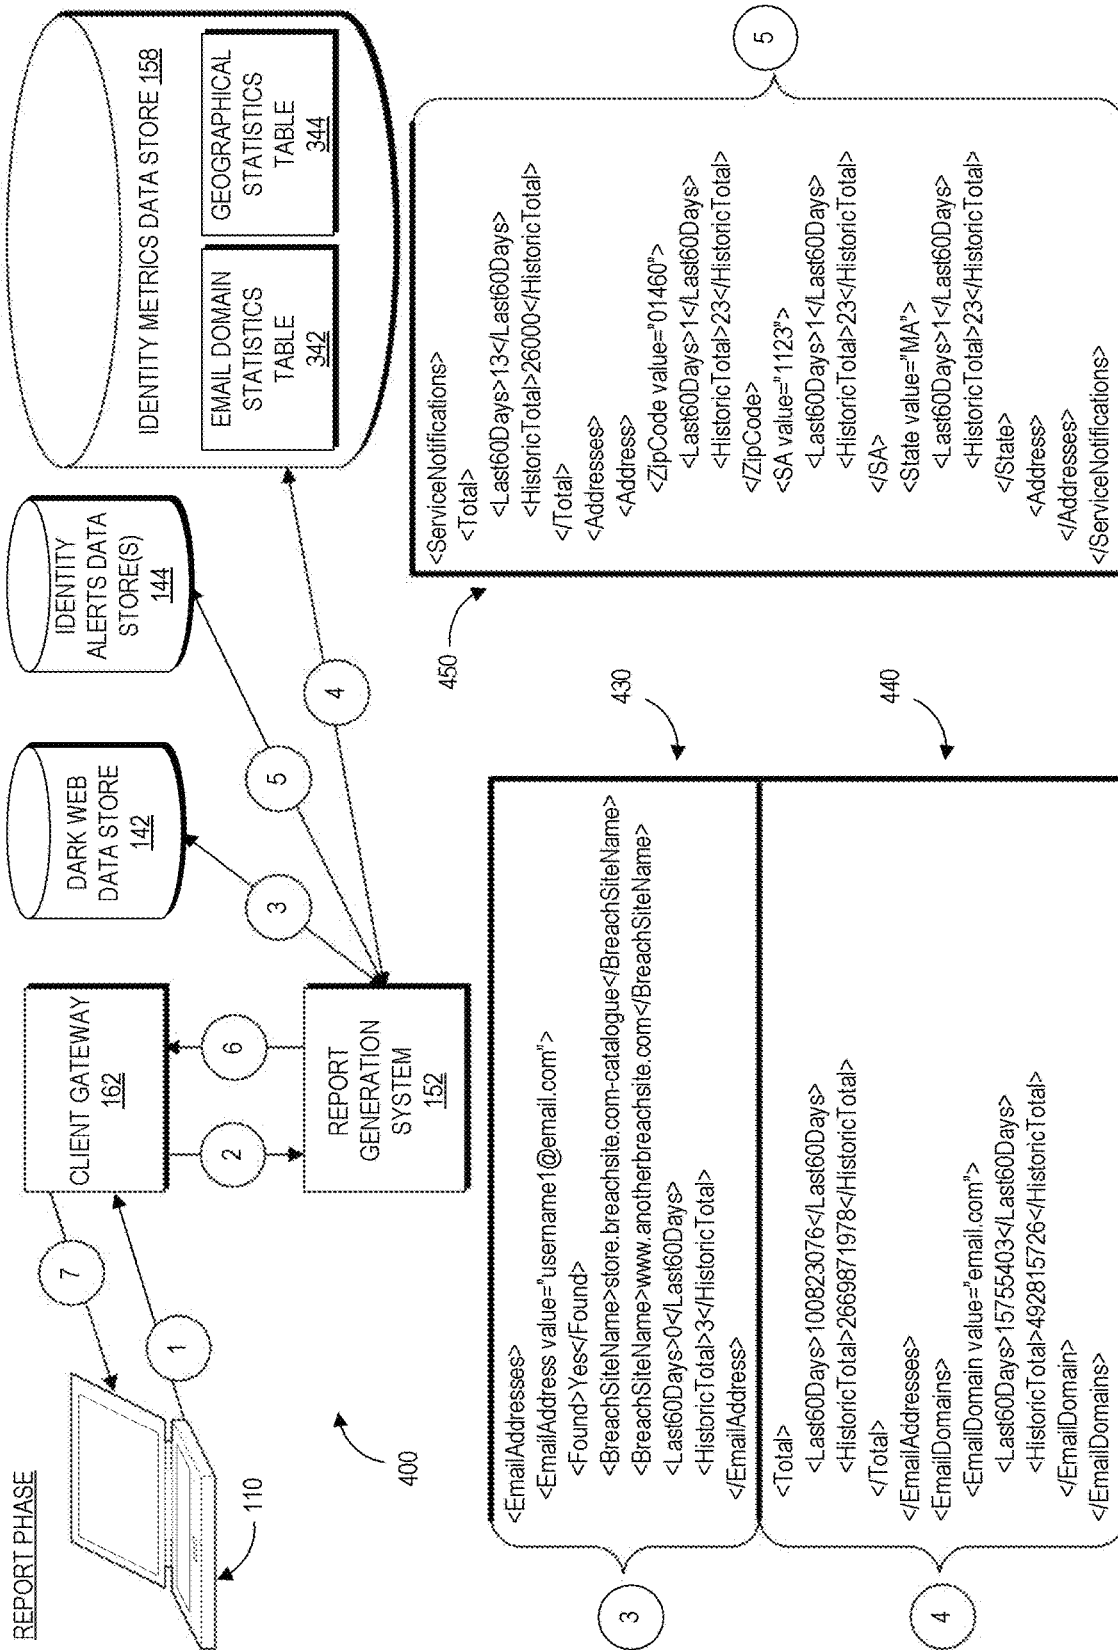 REPORT PHASE
110
400
7
1
CLIENT GATEWAY
162
2
6
REPORT
GENERATION
SYSTEM
152
3
5
4
DARK WEB
DATA STORE
142
IDENTITY
ALERTS DATA
STORE(S)
144
IDENTITY METRICS DATA STORE 158
EMAIL DOMAIN
STATISTICS
TABLE
342
GEOGRAPHICAL
STATISTICS
TABLE
344
3
<EmailAddresses>
<EmailAddress value="username1@email.com">
<Found>Yes</Found>
<BreachSiteName>store.breachsite.com-catalogue</BreachSiteName>
<BreachSiteName>www.anotherbreachsite.com</BreachSiteName>
<Last60Days>0</Last60Days>
<HistoricTotal>3</HistoricTotal>
</EmailAddress>
430
4
<Total>
<Last60Days>100823076</Last60Days>
<HistoricTotal>2669871978</HistoricTotal>
</Total>
</EmailAddresses>
<EmailDomains>
<EmailDomain value="email.com">
<Last60Days>15755403</Last60Days>
<HistoricTotal>492815726</HistoricTotal>
</EmailDomain>
</EmailDomains>
440
450
<ServiceNotifications>
<Total>
<Last60Days>13</Last60Days>
<HistoricTotal>26000</HistoricTotal>
</Total>
<Addresses>
<Address>
<ZipCode value="01460">
<Last60Days>1</Last60Days>
<HistoricTotal>23</HistoricTotal>
</ZipCode>
<SA value="1123">
<Last60Days>1</Last60Days>
<HistoricTotal>23</HistoricTotal>
</SA>
<State value="MA">
<Last60Days>1</Last60Days>
<HistoricTotal>23</HistoricTotal>
</State>
<Address>
</Addresses>
</ServiceNotifications>
5